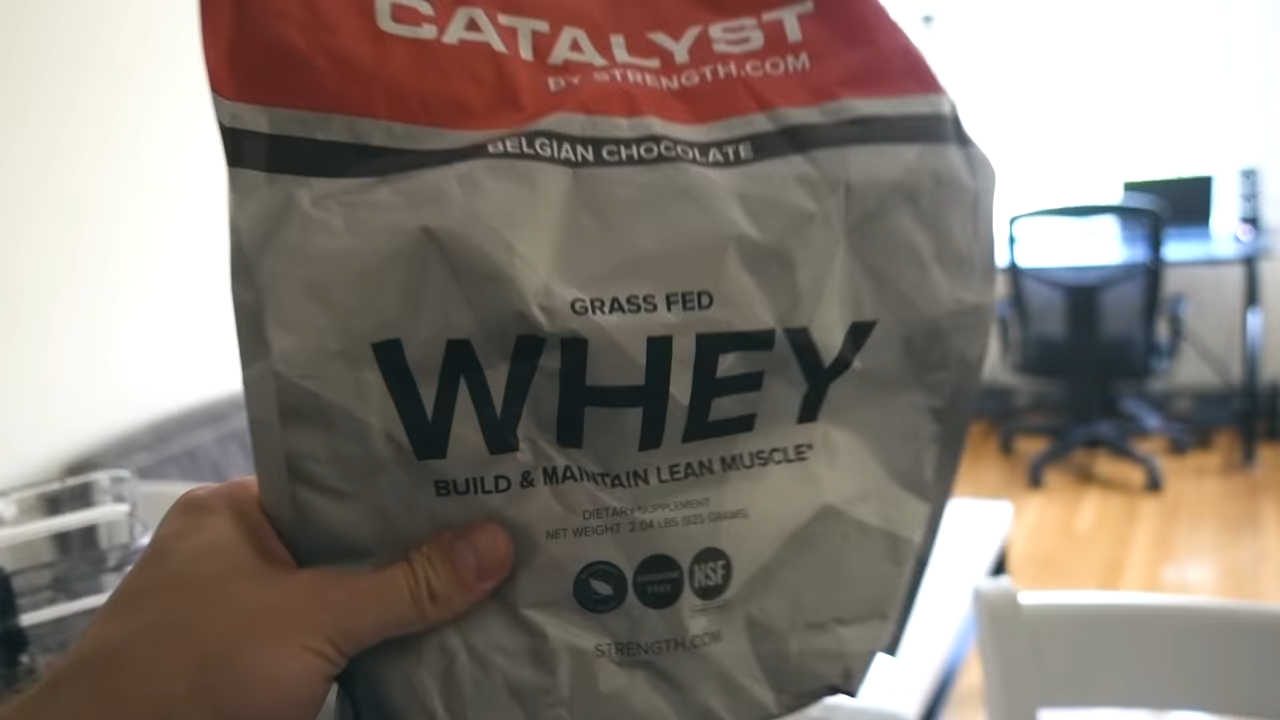 CATALYST
BY STRENGTH.COM
BELGIAN CHOCOLATE
GRASS FED
WHEY
BUILD & MAINTAIN LEAN MUSCLE*
DIETARY SUPPLEMENT
NET WEIGHT 2.04 LBS (925 GRAMS)
FREE
NSF
STRENGTH.COM